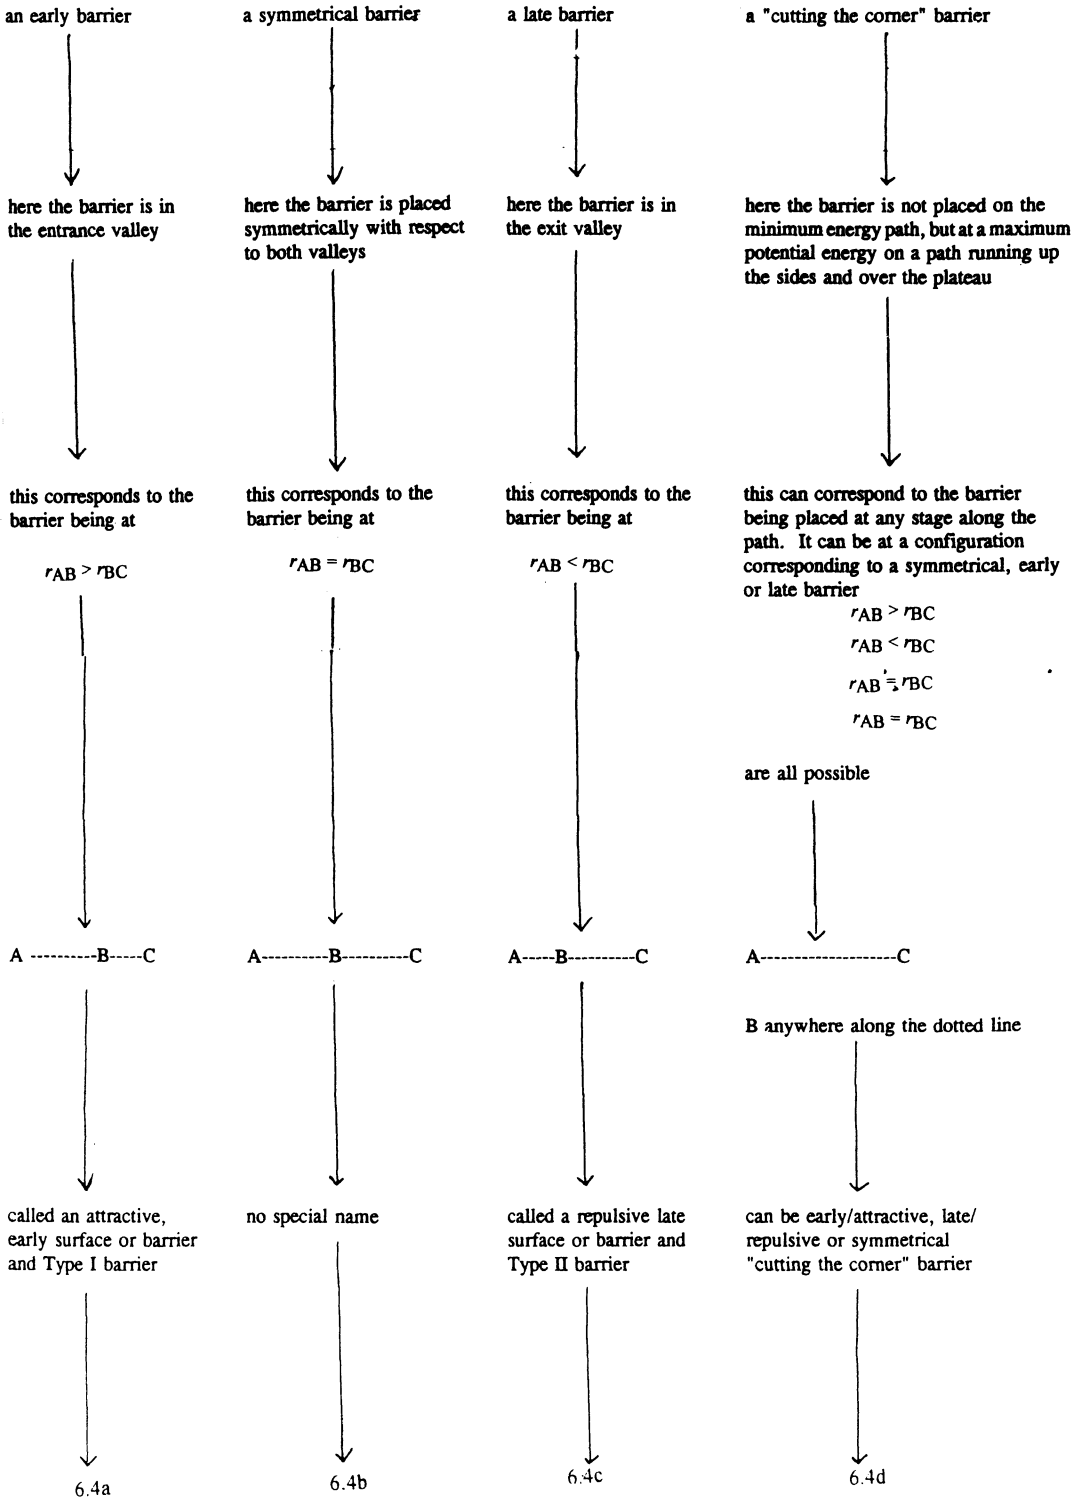 an early barrier
here the barrier is in
the entrance valley
this corresponds to the
barrier being at
rAB > rBC
A ----------B-----C
called an attractive,
early surface or barrier
and Type I barrier
6.4a
a symmetrical barrier
here the barrier is placed
symmetrically with respect
to both valleys
this corresponds to the
barrier being at
rAB = rBC
A----------B----------C
no special name
6.4b
a late barrier
here the barrier is in
the exit valley
this corresponds to the
barrier being at
rAB < rBC
A-----B----------C
called a repulsive late
surface or barrier and
Type II barrier
6.4c
a "cutting the corner" barrier
here the barrier is not placed on the
minimum energy path, but at a maximum
potential energy on a path running up
the sides and over the plateau
this can correspond to the barrier
being placed at any stage along the
path. It can be at a configuration
corresponding to a symmetrical, early
or late barrier
rAB > rBC
rAB < rBC
rAB ≒ rBC
rAB = rBC
are all possible
A--------------------C
B anywhere along the dotted line
can be early/attractive, late/
repulsive or symmetrical
"cutting the corner" barrier
6.4d